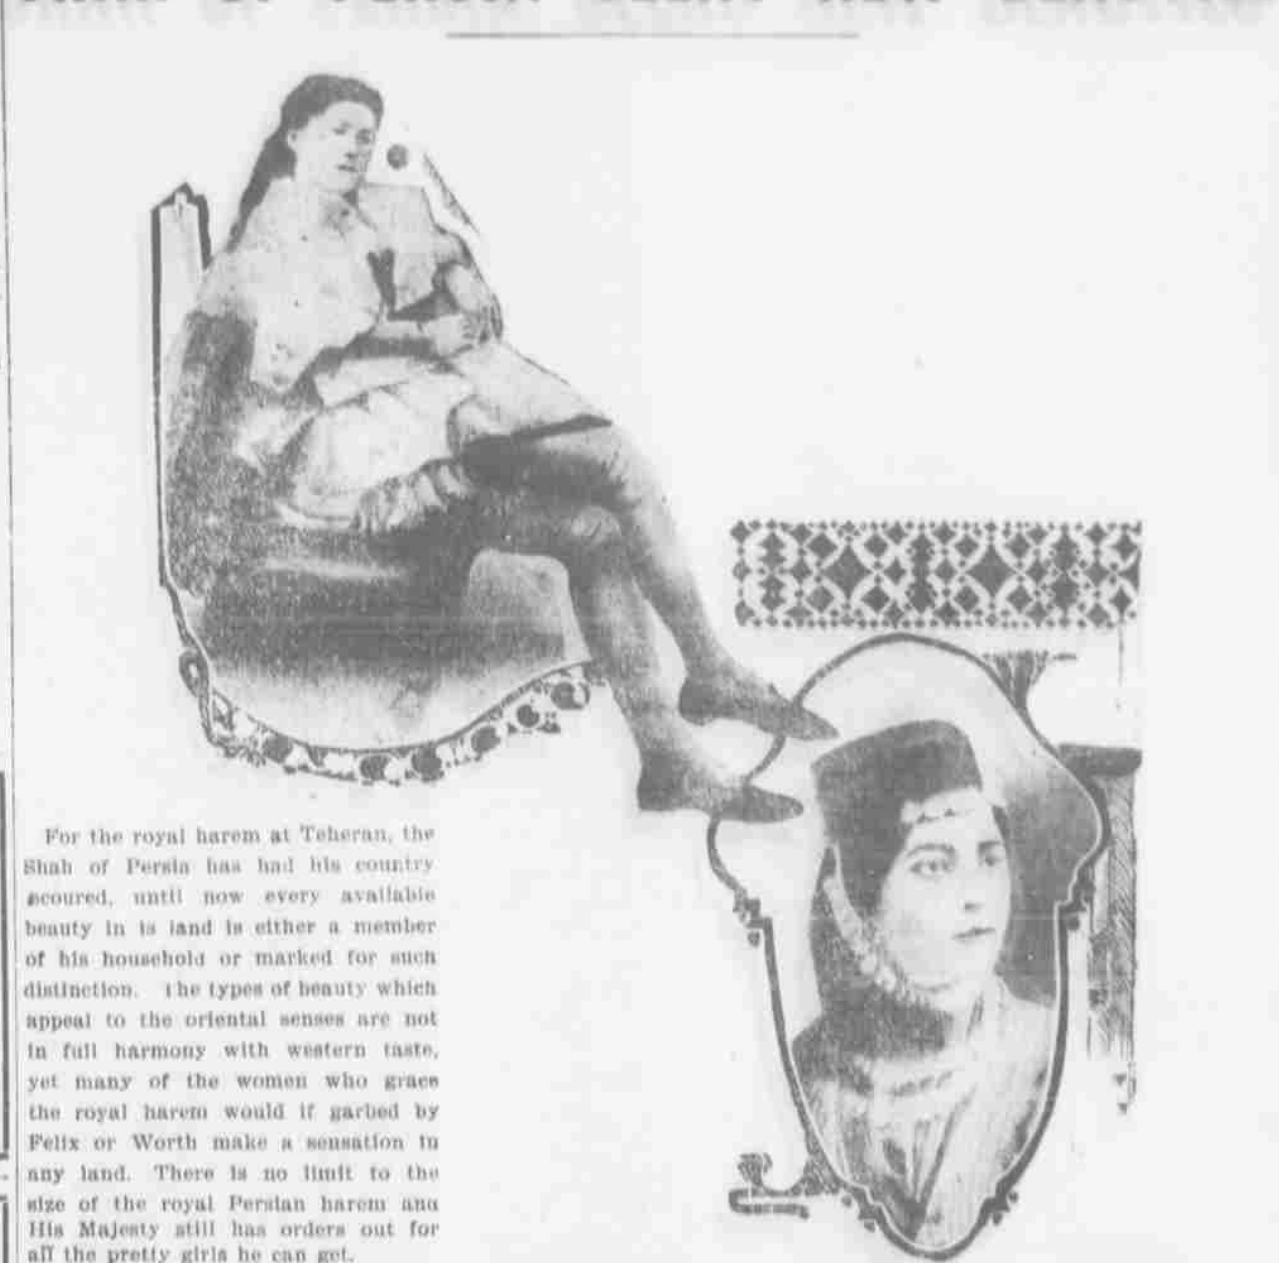 For the royal harem at Teheran, the
Shah of Persia has had his country
scoured, until now every available
beauty in is land is either a member
of his household or marked for such
distinction. The types of beauty which
appeal to the oriental senses are not
in full harmony with western taste,
yet many of the women who grace
the royal harem would if garbed by
Felix or Worth make a sensation in
any land. There is no limit to the
size of the royal Persian harem and
His Majesty still has orders out for
all the pretty girls he can get.